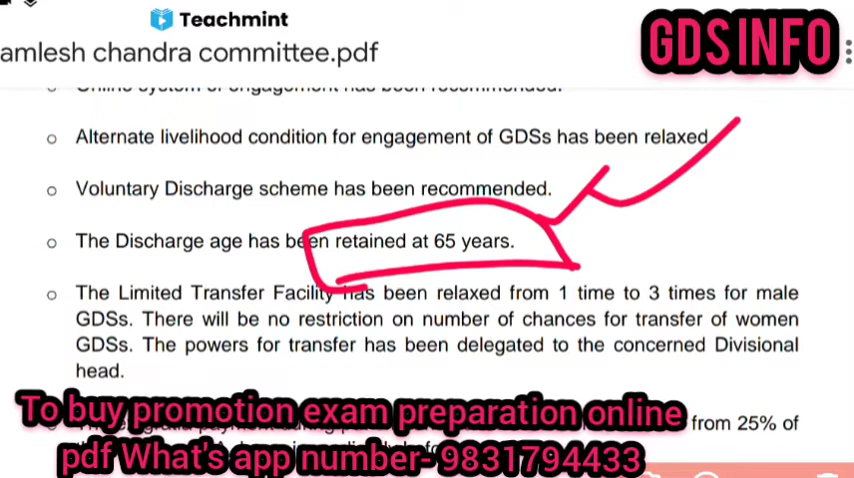 Teachmint
GDS INFO
amlesh chandra committee.pdf
o Alternate livelihood condition for engagement of GDSs has been relaxed
o Voluntary Discharge scheme has been recommended.
o The Discharge age has been retained at 65 years.
o The Limited Transfer Facility has been relaxed from 1 time to 3 times for male
GDSs. There will be no restriction on number of chances for transfer of women
GDSs. The powers for transfer has been delegated to the concerned Divisional
head.
To buy promotion exam preparation online
from 25% of
pdf What's app number- 9831794433